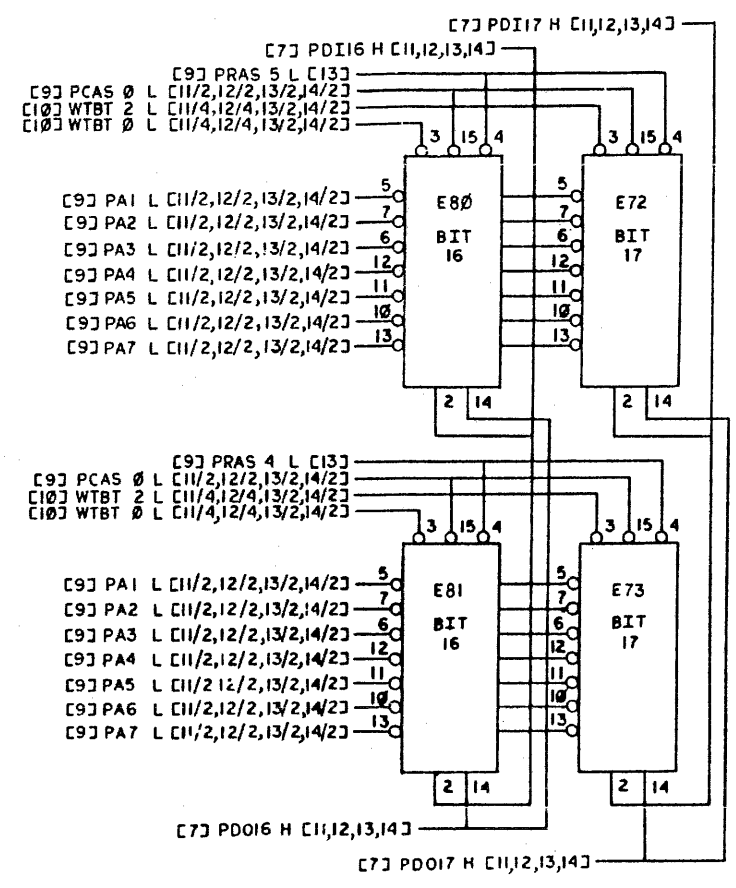 [7] PDI17 H [11,12,13,14]
[7] PDI16 H [11,12,13,14]
[9] PRAS 5 L [13]
[9] PCAS Ø L [11/2,12/2,13/2,14/2]
[1Ø] WTBT 2 L [11/4,12/4,13/2,14/2]
[1Ø] WTBT Ø L [11/4,12/4,13/2,14/2]
3 15 4 3 15 4
[9] PA1 L [11/2,12/2,13/2,14/2] 5 E8Ø 5 E72
[9] PA2 L [11/2,12/2,13/2,14/2] 7 7
BIT BIT
[9] PA3 L [11/2,12/2,13/2,14/2] 6 16 6 17
[9] PA4 L [11/2,12/2,13/2,14/2] 12 12
[9] PA5 L [11/2,12/2,13/2,14/2] 11 11
[9] PA6 L [11/2,12/2,13/2,14/2] 1Ø 1Ø
[9] PA7 L [11/2,12/2,13/2,14/2] 13 13
2 14 2 14
[9] PRAS 4 L [13]
[9] PCAS Ø L [11/2,12/2,13/2,14/2]
[1Ø] WTBT 2 L [11/4,12/4,13/2,14/2]
[1Ø] WTBT Ø L [11/4,12/4,13/2,14/2]
3 15 4 3 15 4
[9] PA1 L [11/2,12/2,13/2,14/2] 5 E81 5 E73
[9] PA2 L [11/2,12/2,13/2,14/2] 7 7
BIT BIT
[9] PA3 L [11/2,12/2,13/2,14/2] 6 16 6 17
[9] PA4 L [11/2,12/2,13/2,14/2] 12 12
[9] PA5 L [11/2 12/2,13/2,14/2] 11 11
[9] PA6 L [11/2,12/2,13/2,14/2] 1Ø 1Ø
[9] PA7 L [11/2,12/2,13/2,14/2] 13 13
2 14 2 14
[7] PDO16 H [11,12,13,14]
[7] PDO17 H [11,12,13,14]